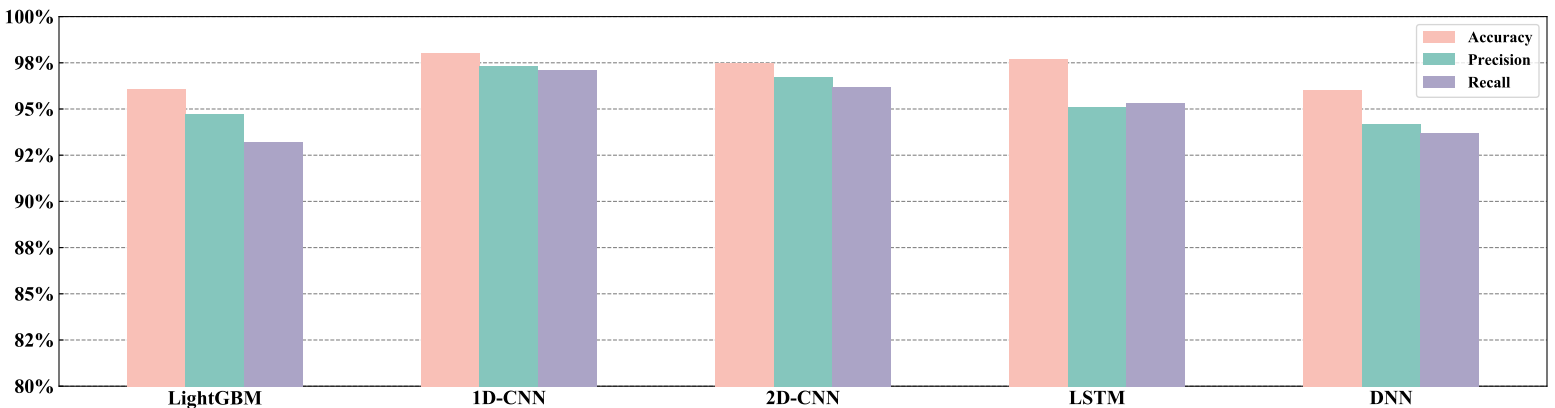 100%
98%
95%
92%
90%
88%
85%
82%
80%
LightGBM
1D-CNN
2D-CNN
LSTM
DNN
Accuracy
Precision
Recall